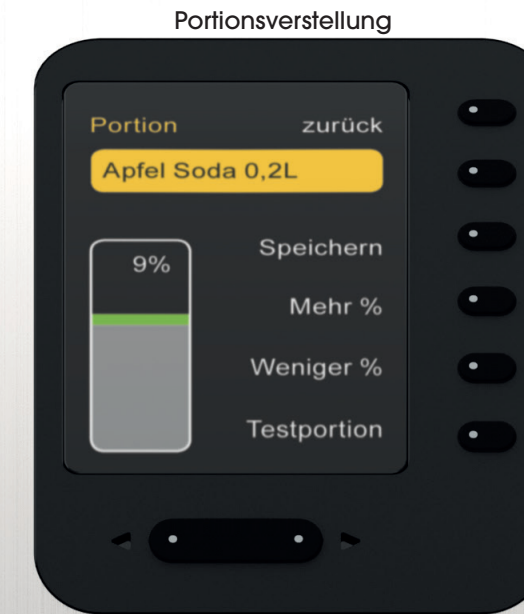 Portionsverstellung
Portion zurück
Apfel Soda 0,2L
9%
Speichern
Mehr %
Weniger %
Testportion